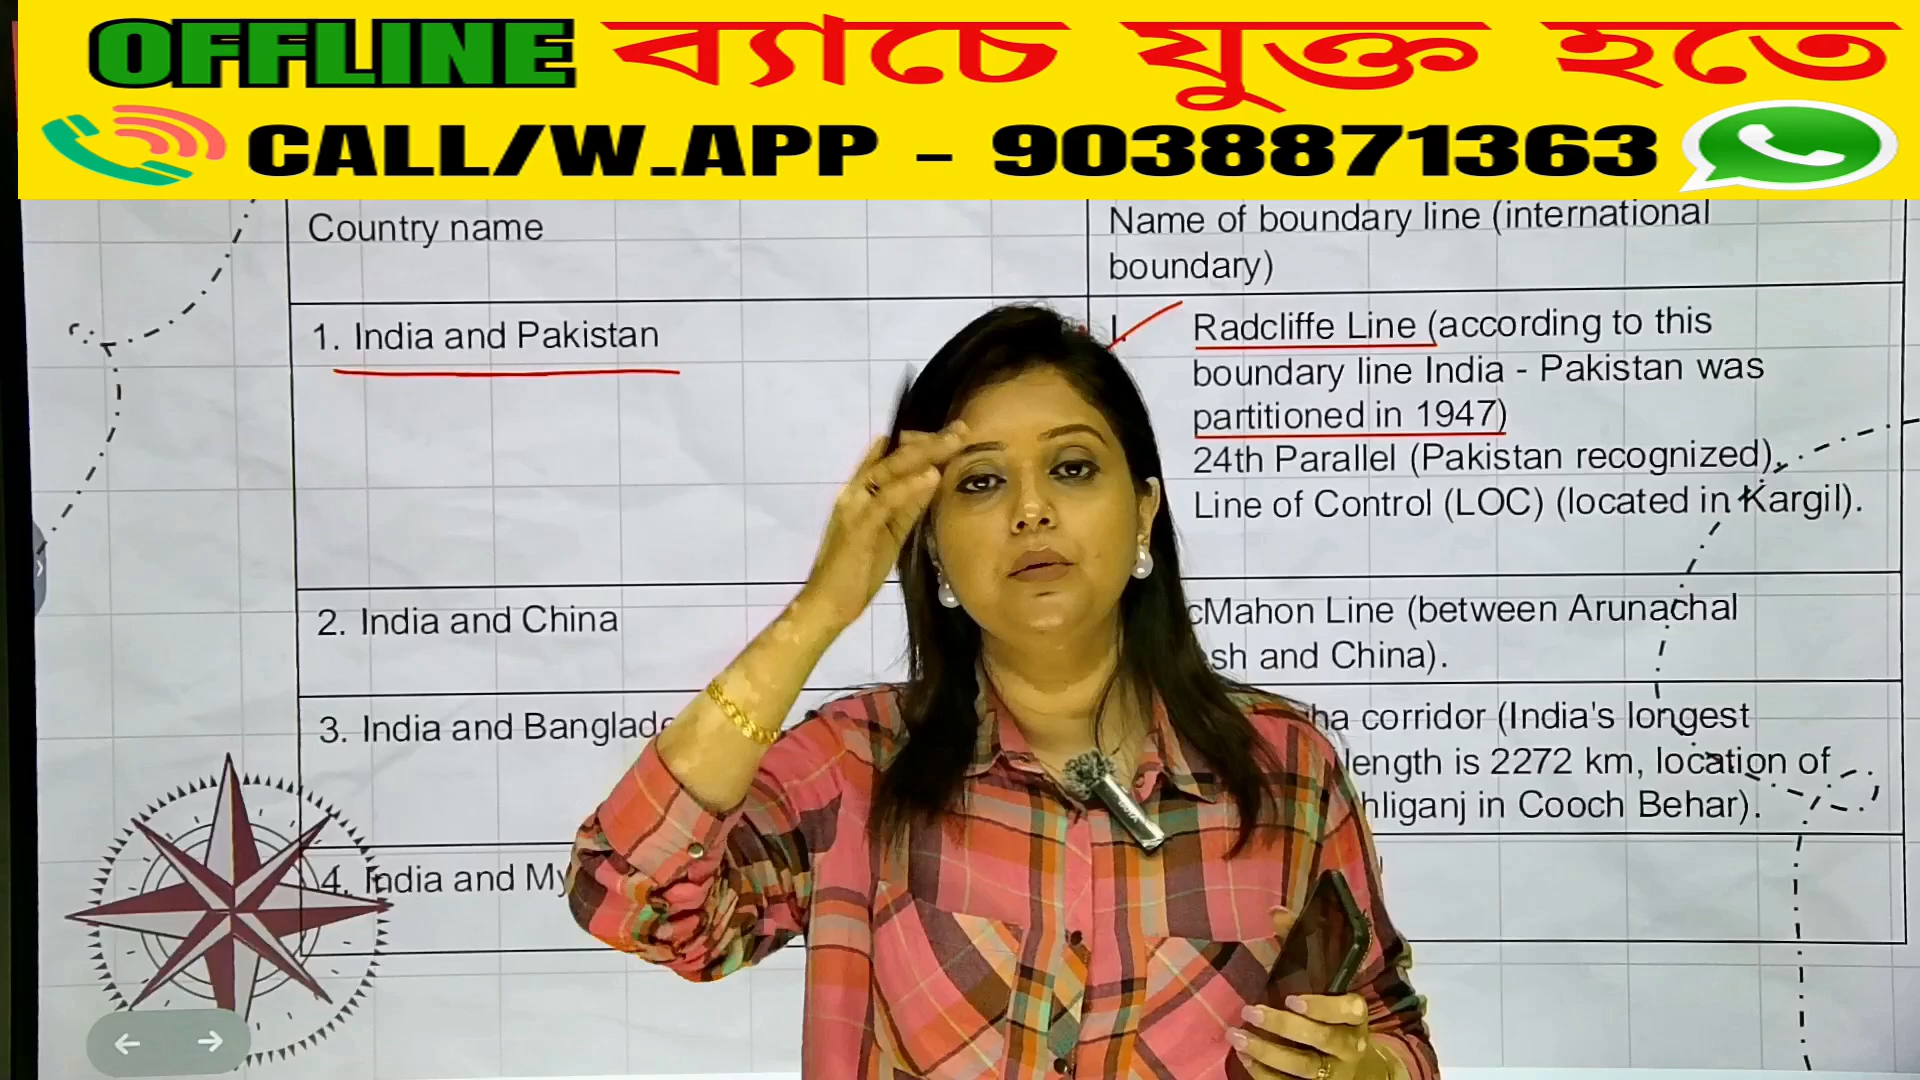 OFFLINE ব্যাচে যুক্ত হতে
CALL/W.APP - 9038871363
Country name
Name of boundary line (international
boundary)
1. India and Pakistan
Radcliffe Line (according to this
boundary line India - Pakistan was
partitioned in 1947)
24th Parallel (Pakistan recognized),
Line of Control (LOC) (located in Kargil).
2. India and China
cMahon Line (between Arunachal
sh and China).
3. India and Banglade
ha corridor (India's longest
length is 2272 km, location of
hliganj in Cooch Behar).
4. India and My